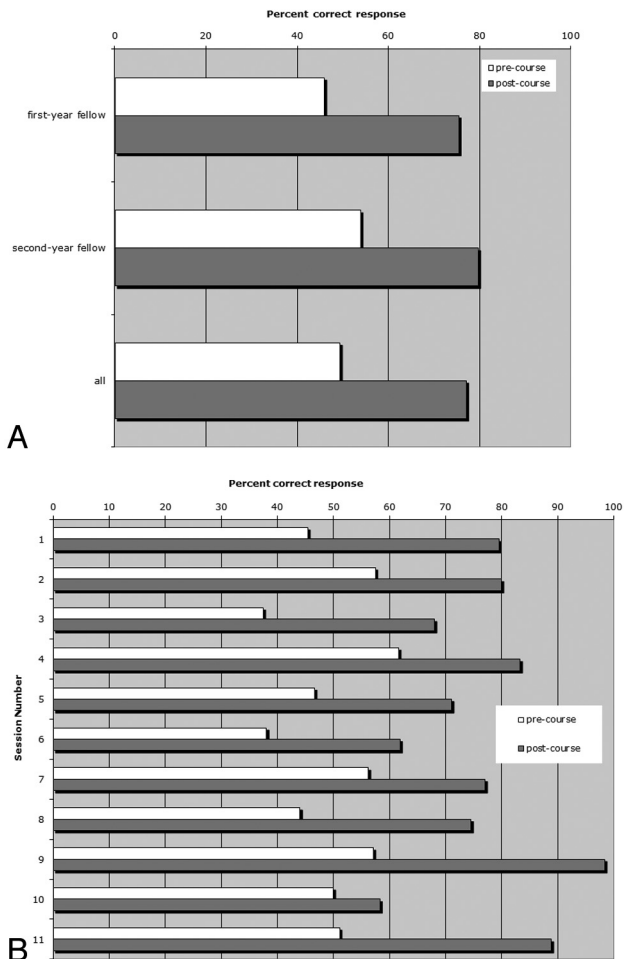 Percent correct response
0 20 40 60 80 100
pre-course
post-course
first-year fellow
second-year fellow
all
A
Percent correct response
0 10 20 30 40 50 60 70 80 90 100
Session Number
1
2
3
4
5
pre-course
6
post-course
7
8
9
10
11
B